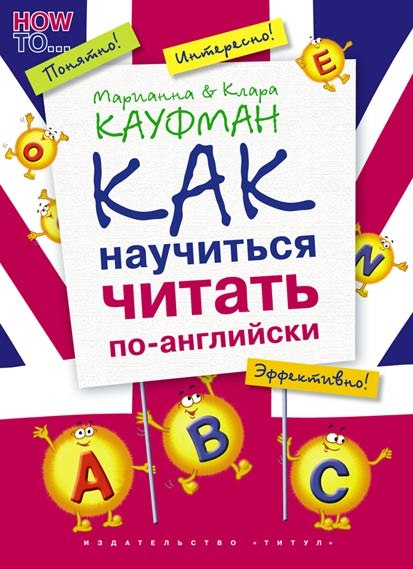 HOW
TO...
Понятно!
Интересно!
Марианна & Клара
КАУФМАН
КАК
научиться
читать
по-английски
Эффективно!
E
O
N
A
B
C
ИЗДАТЕЛЬСТВО «ТИТУЛ»